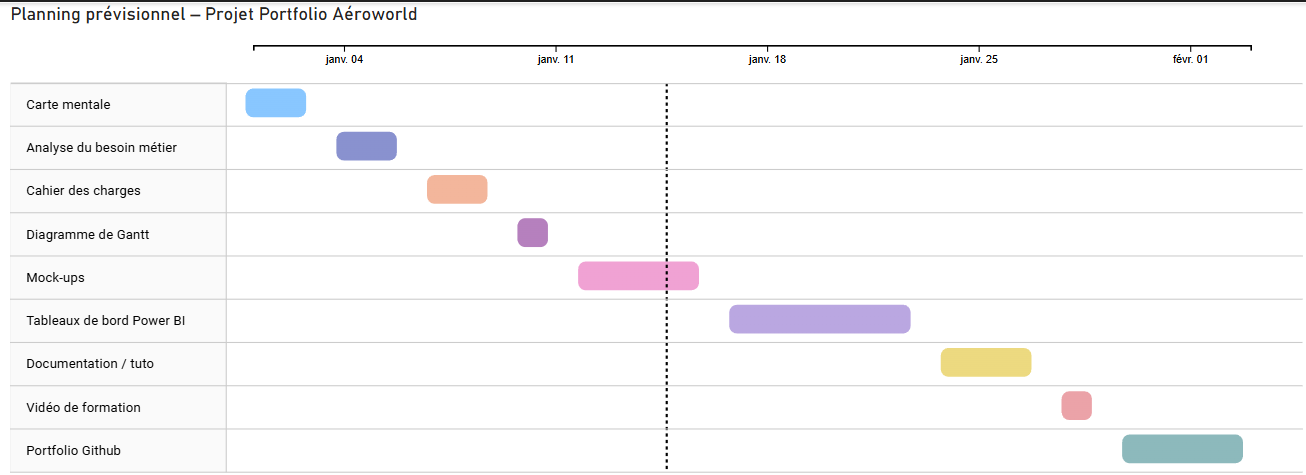 Planning prévisionnel – Projet Portfolio Aéroworld
janv. 04 janv. 11 janv. 18 janv. 25 févr. 01
Carte mentale
Analyse du besoin métier
Cahier des charges
Diagramme de Gantt
Mock-ups
Tableaux de bord Power BI
Documentation / tuto
Vidéo de formation
Portfolio Github